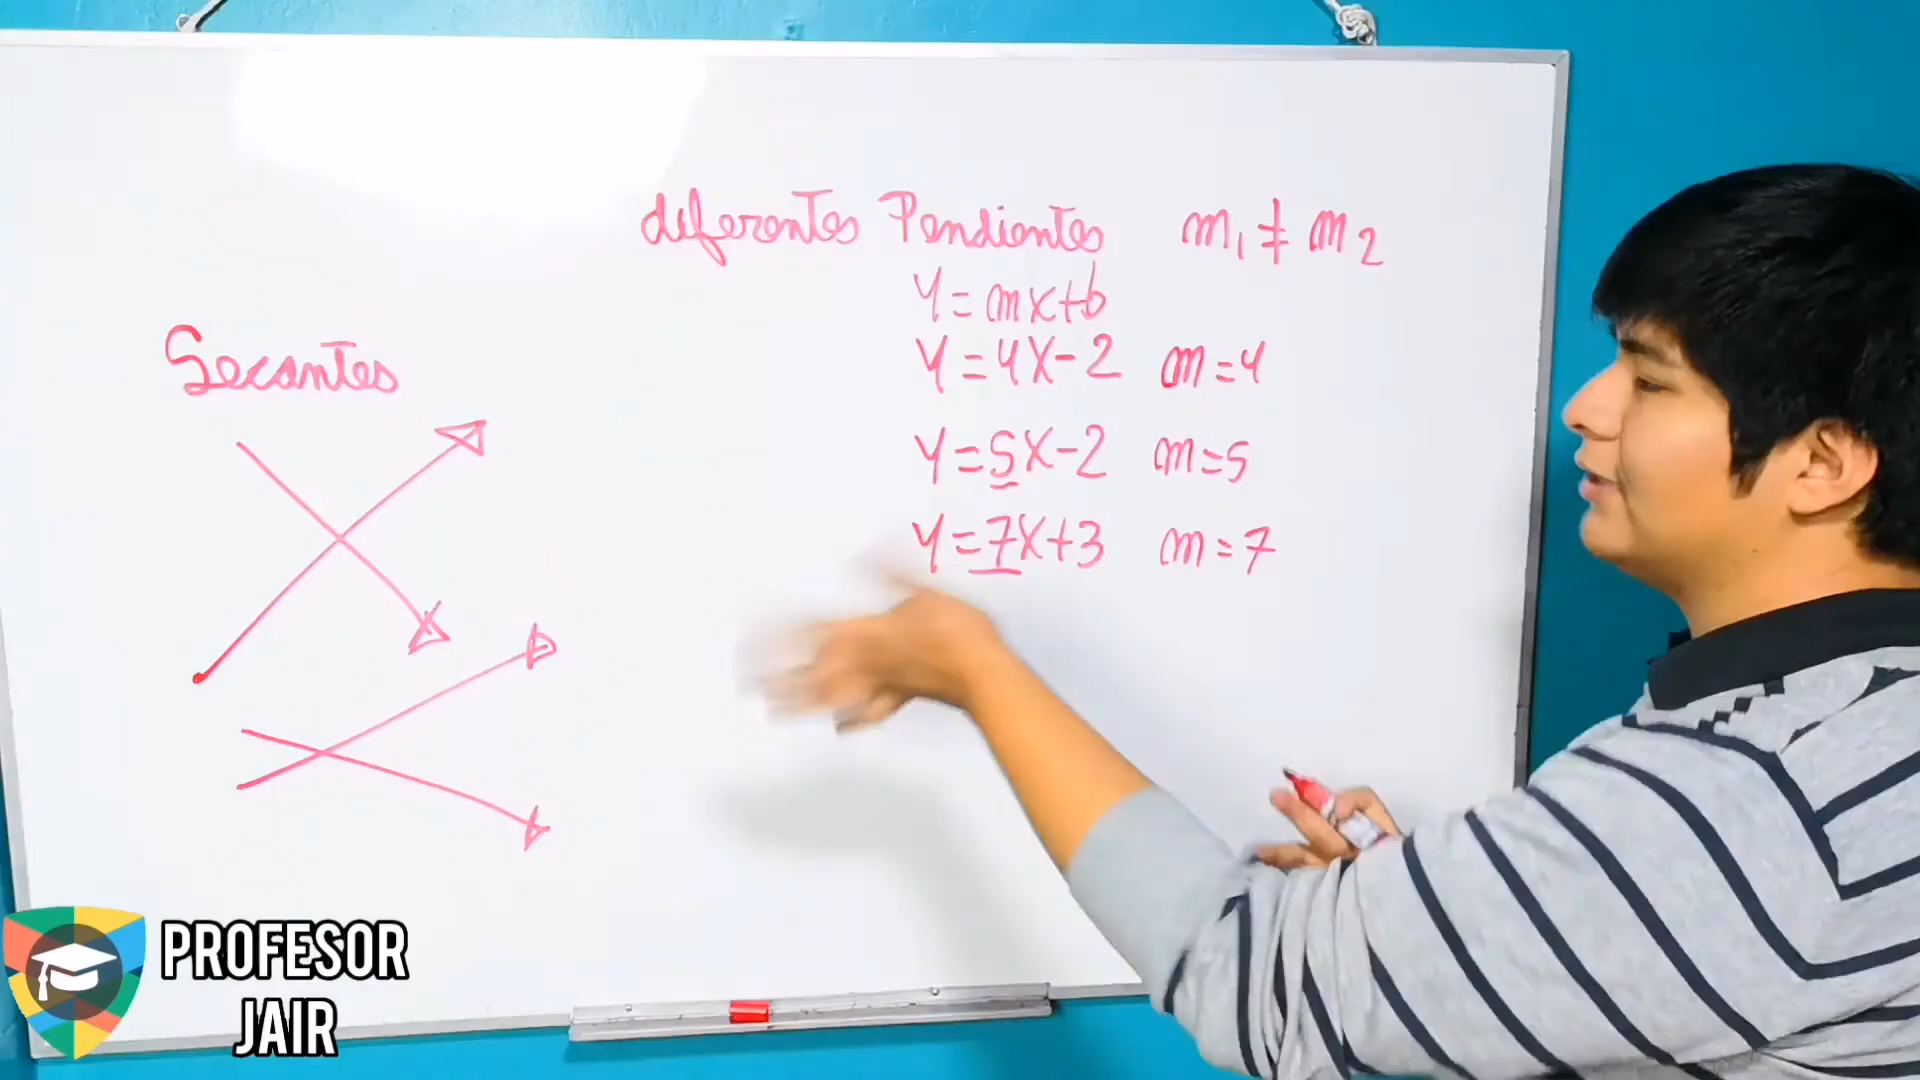 diferentes Pendientes m₁ ≠ m₂
Y = mx+b
Y = 4X-2 m = 4
Secantes
Y = 5X-2 m = 5
Y = 7X+3 m = 7
PROFESOR
JAIR